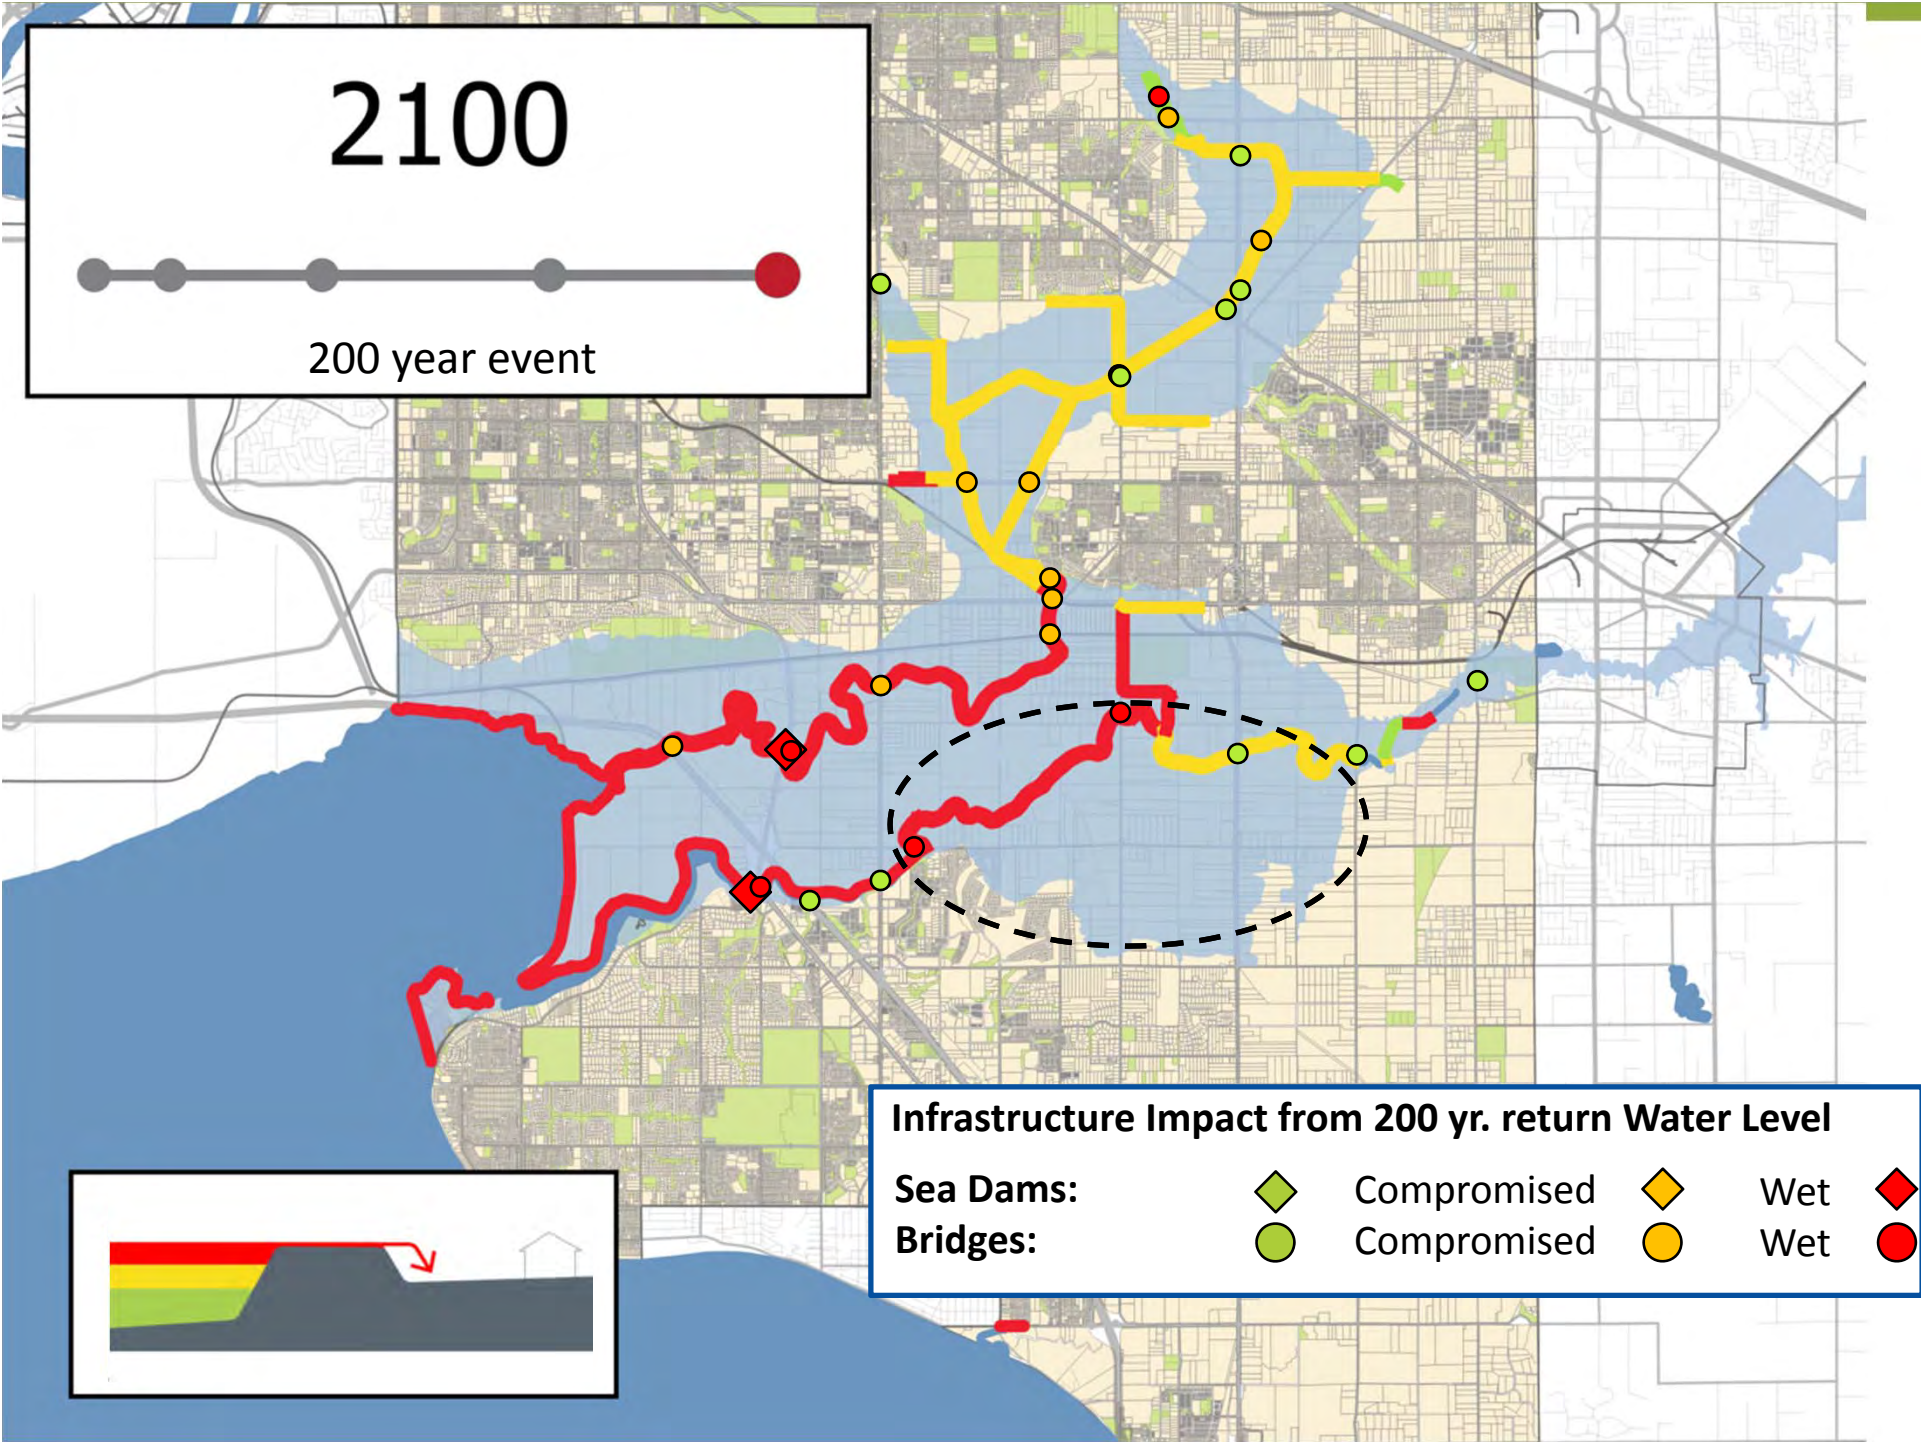 2100
200 year event
Infrastructure Impact from 200 yr. return Water Level
Sea Dams: Compromised Wet
Bridges: Compromised Wet